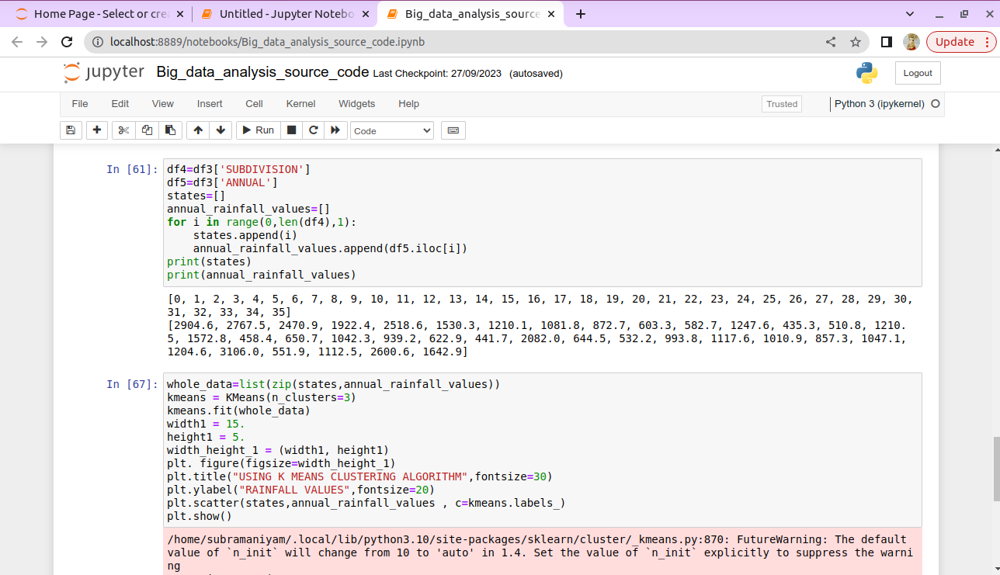 Home Page - Select or cre
Untitled - Jupyter Notebo
Big_data_analysis_source
localhost:8889/notebooks/Big_data_analysis_source_code.ipynb
Update
jupyter Big_data_analysis_source_code Last Checkpoint: 27/09/2023 (autosaved)
Logout
File Edit View Insert Cell Kernel Widgets Help
Trusted
Python 3 (ipykernel)
Run
Code
In [61]:
df4=df3['SUBDIVISION']
df5=df3['ANNUAL']
states=[]
annual_rainfall_values=[]
for i in range(0,len(df4),1):
    states.append(i)
    annual_rainfall_values.append(df5.iloc[i])
print(states)
print(annual_rainfall_values)
[0, 1, 2, 3, 4, 5, 6, 7, 8, 9, 10, 11, 12, 13, 14, 15, 16, 17, 18, 19, 20, 21, 22, 23, 24, 25, 26, 27, 28, 29, 30,
31, 32, 33, 34, 35]
[2904.6, 2767.5, 2470.9, 1922.4, 2518.6, 1530.3, 1210.1, 1081.8, 872.7, 603.3, 582.7, 1247.6, 435.3, 510.8, 1210.
5, 1572.8, 458.4, 650.7, 1042.3, 939.2, 622.9, 441.7, 2082.0, 644.5, 532.2, 993.8, 1117.6, 1010.9, 857.3, 1047.1,
1204.6, 3106.0, 551.9, 1112.5, 2600.6, 1642.9]
In [67]:
whole_data=list(zip(states,annual_rainfall_values))
kmeans = KMeans(n_clusters=3)
kmeans.fit(whole_data)
width1 = 15.
height1 = 5.
width_height_1 = (width1, height1)
plt. figure(figsize=width_height_1)
plt.title("USING K MEANS CLUSTERING ALGORITHM",fontsize=30)
plt.ylabel("RAINFALL VALUES",fontsize=20)
plt.scatter(states,annual_rainfall_values , c=kmeans.labels_)
plt.show()
/home/subramaniyam/.local/lib/python3.10/site-packages/sklearn/cluster/_kmeans.py:870: FutureWarning: The default
value of `n_init` will change from 10 to 'auto' in 1.4. Set the value of `n_init` explicitly to suppress the warni
ng